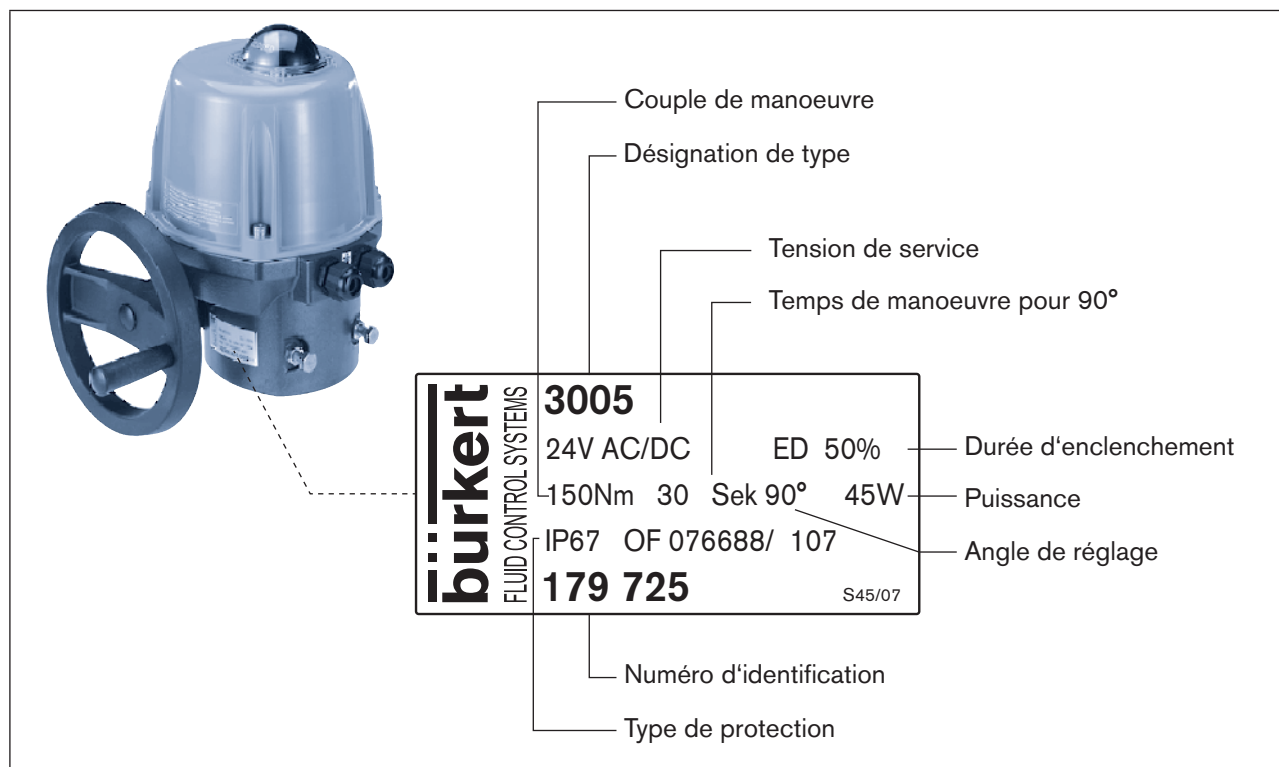 Couple de manoeuvre
Désignation de type
Tension de service
Temps de manoeuvre pour 90°
bürkert
FLUID CONTROL SYSTEMS
3005
24V AC/DC ED 50%
150Nm 30 Sek 90° 45W
IP67 OF 076688/ 107
179 725
S45/07
Durée d‘enclenchement
Puissance
Angle de réglage
Numéro d‘identification
Type de protection